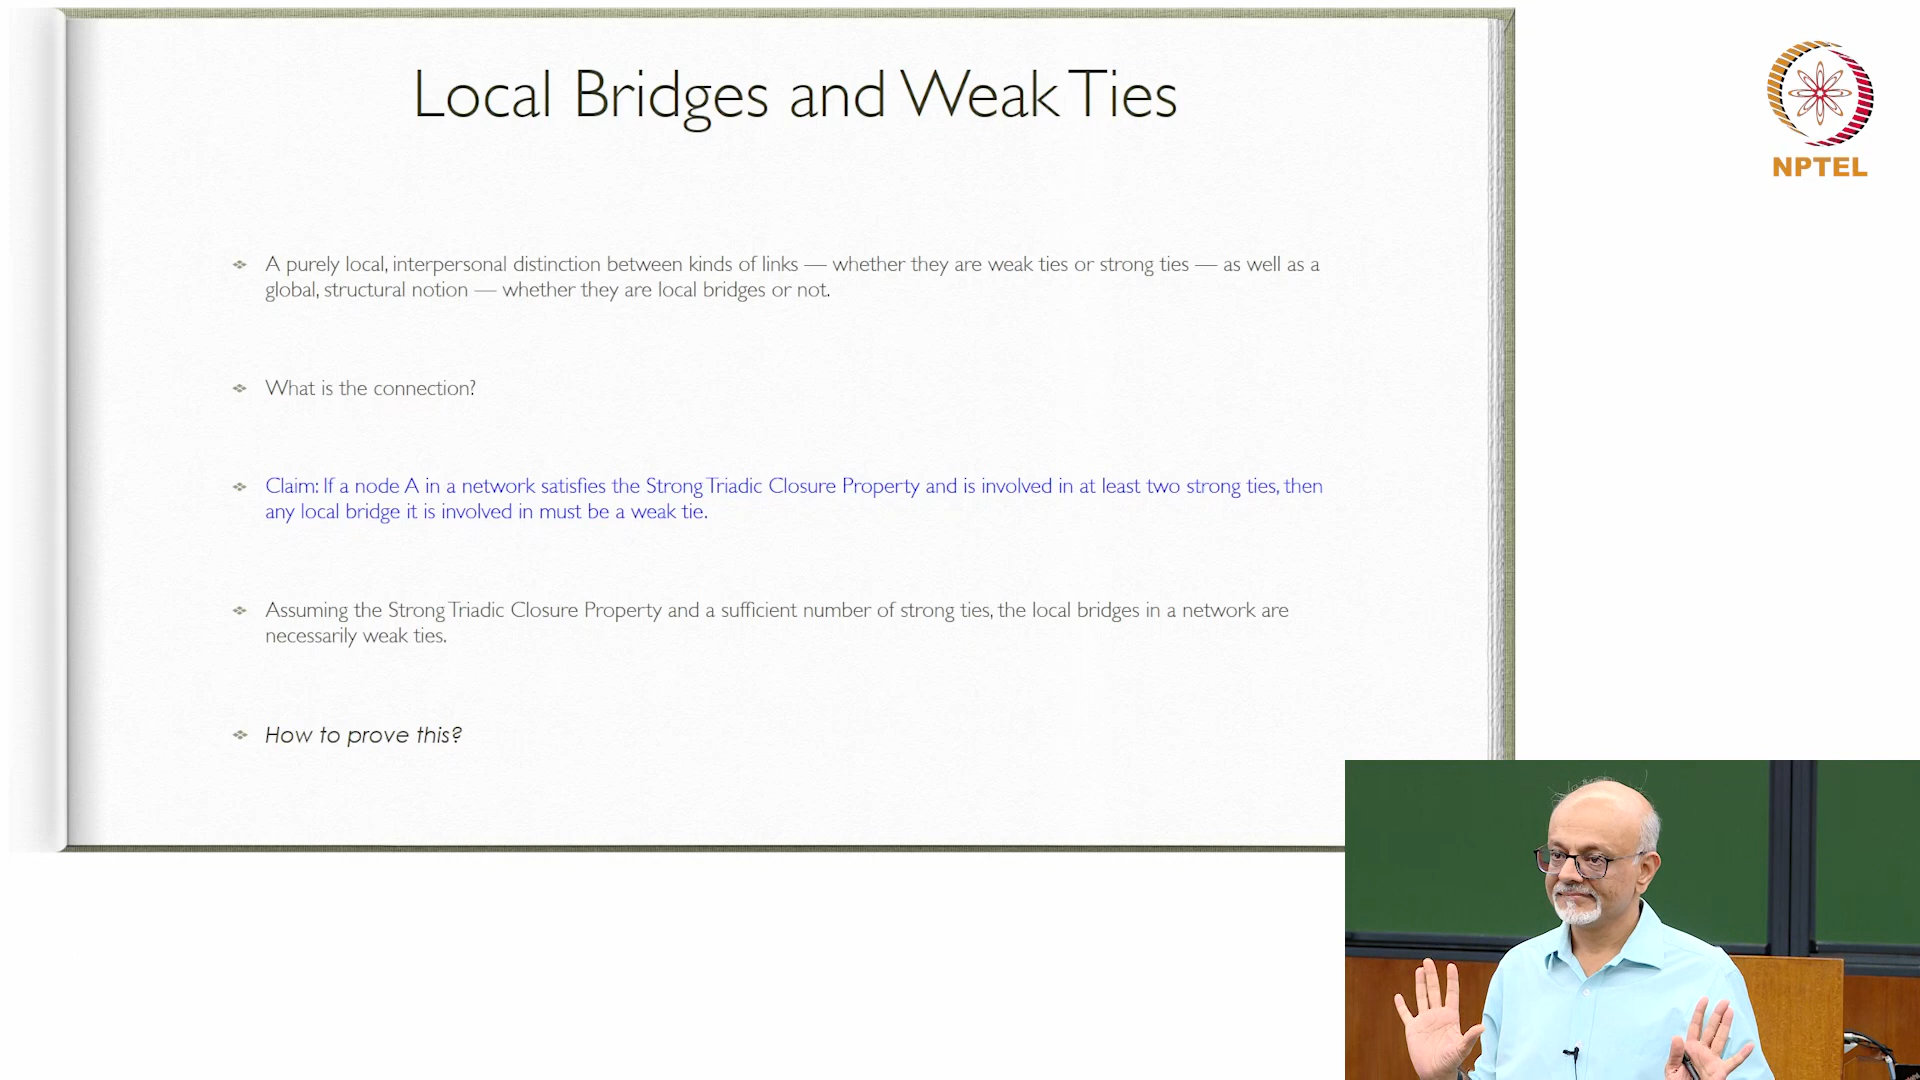 Local Bridges and Weak Ties
NPTEL
A purely local, interpersonal distinction between kinds of links — whether they are weak ties or strong ties — as well as a
global, structural notion — whether they are local bridges or not.
What is the connection?
Claim: If a node A in a network satisfies the Strong Triadic Closure Property and is involved in at least two strong ties, then
any local bridge it is involved in must be a weak tie.
Assuming the Strong Triadic Closure Property and a sufficient number of strong ties, the local bridges in a network are
necessarily weak ties.
How to prove this?